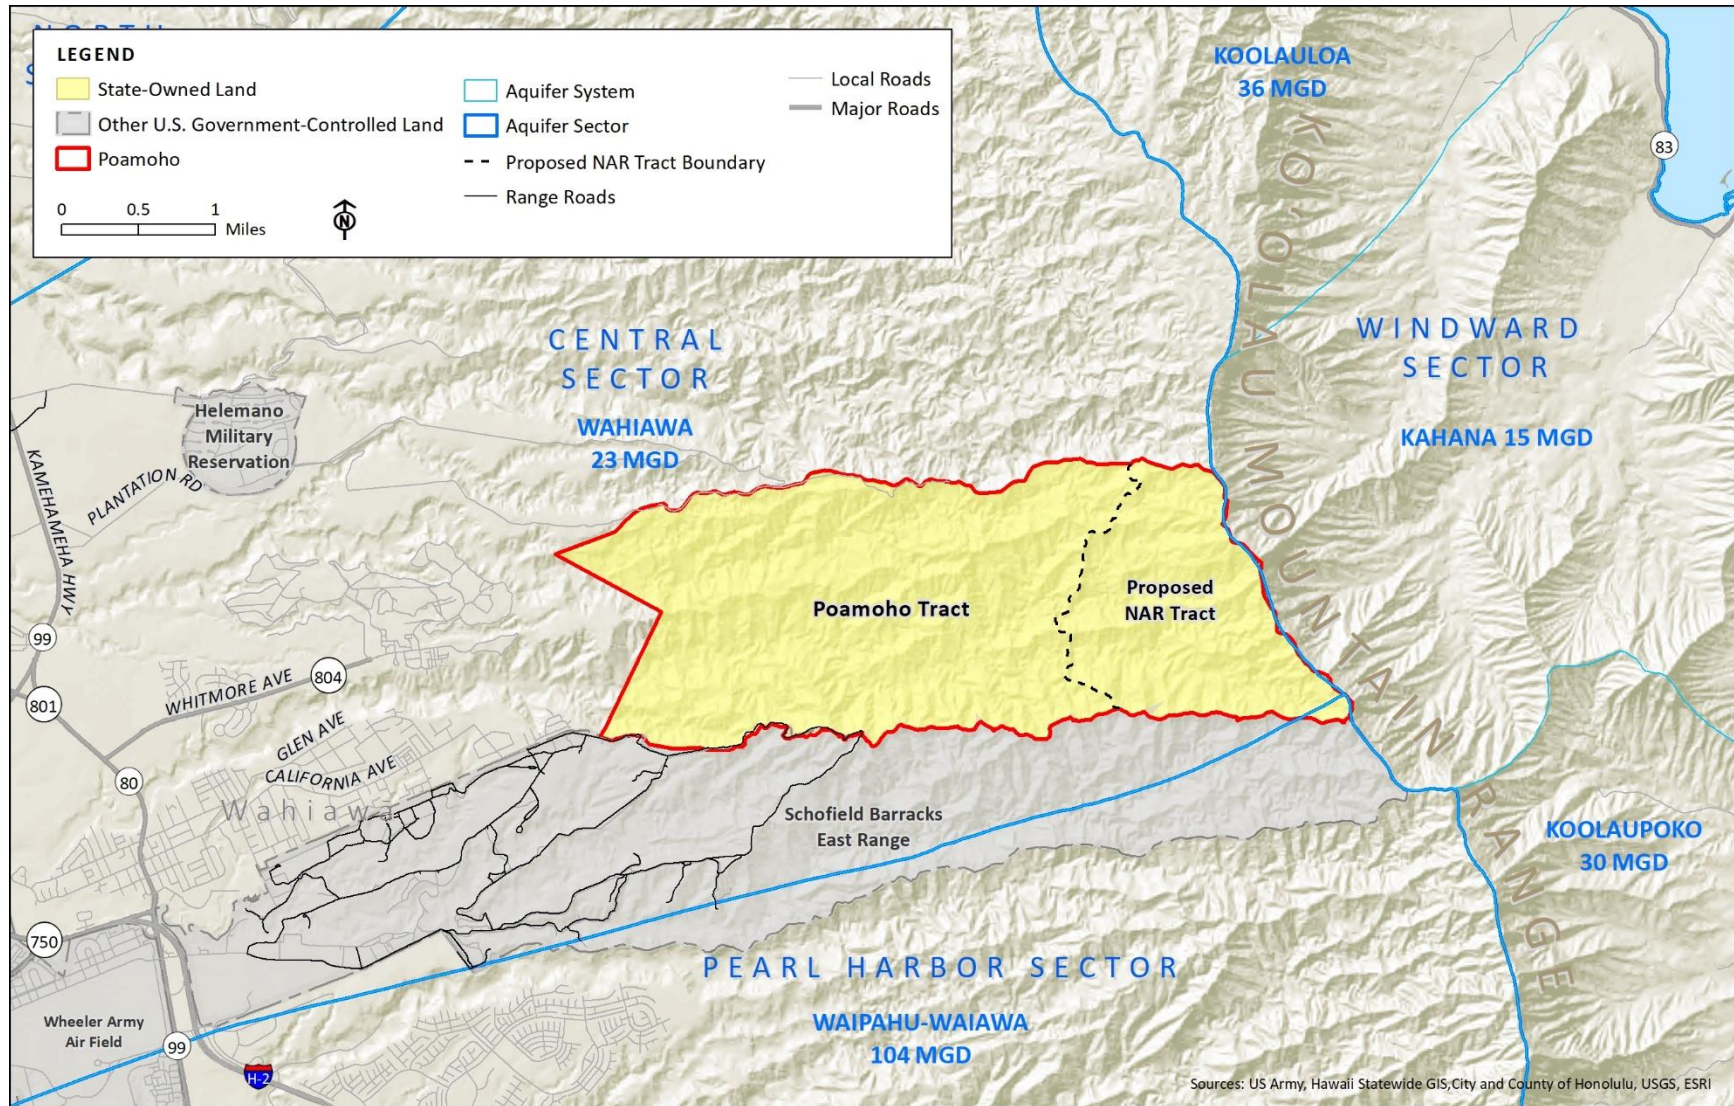 NORTH
LEGEND
State-Owned Land
Other U.S. Government-Controlled Land
Poamoho
Aquifer System
Aquifer Sector
Proposed NAR Tract Boundary
Range Roads
Local Roads
Major Roads
0 0.5 1
Miles
N
KOOLAULOA
36 MGD
83
KO'OLAU MOUNTAIN RANGE
CENTRAL
SECTOR
WAHIAWA
23 MGD
WINDWARD
SECTOR
KAHANA 15 MGD
Helemano
Military
Reservation
PLANTATION RD
KAMEHAMEHA HWY
Poamoho Tract
Proposed
NAR Tract
99
801
WHITMORE AVE
804
GLEN AVE
CALIFORNIA AVE
80
Wahiawā
Schofield Barracks
East Range
KOOLAUPOKO
30 MGD
750
PEARL HARBOR SECTOR
WAIPAHU-WAIAWA
104 MGD
Wheeler Army
Air Field
99
H-2
Sources: US Army, Hawaii Statewide GIS,City and County of Honolulu, USGS, ESRI